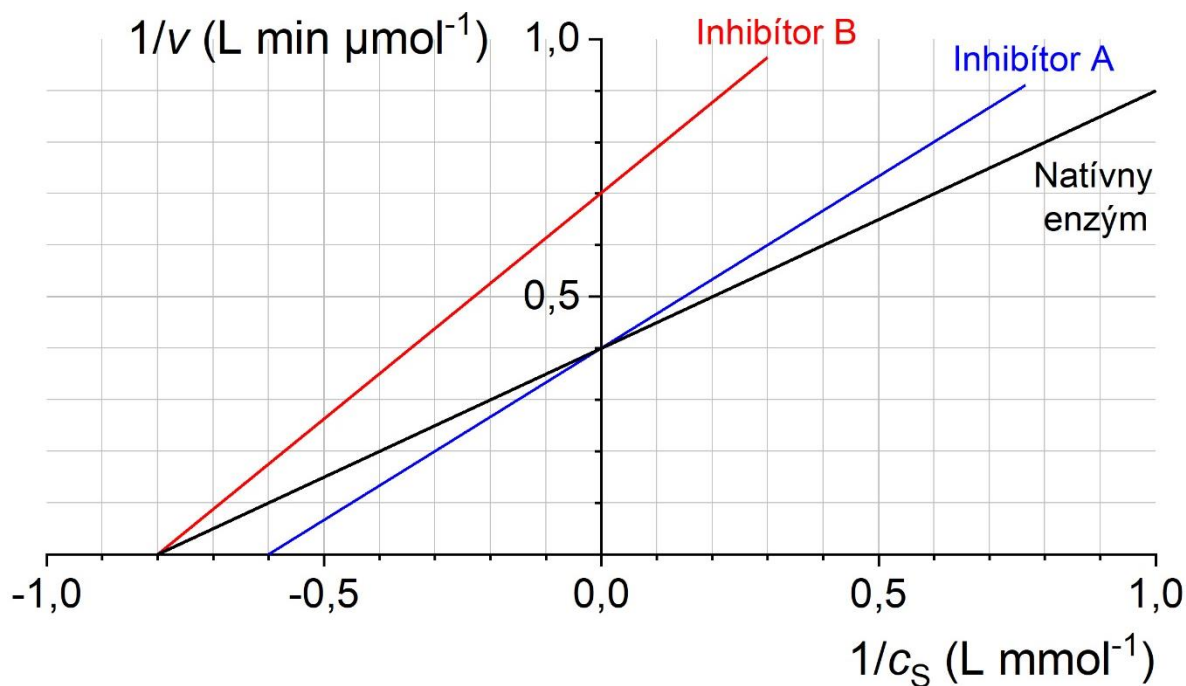 1/v (L min µmol⁻¹)
1,0
Inhibítor B
Inhibítor A
Natívny
enzým
0,5
-1,0
-0,5
0,0
0,5
1,0
1/cS (L mmol⁻¹)